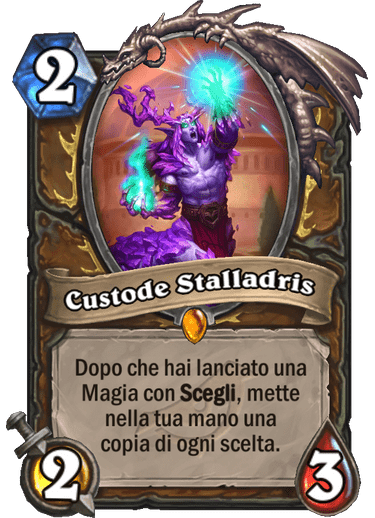 2
Custode Stalladris
Dopo che hai lanciato una
Magia con Scegli, mette
nella tua mano una
copia di ogni scelta.
2
3